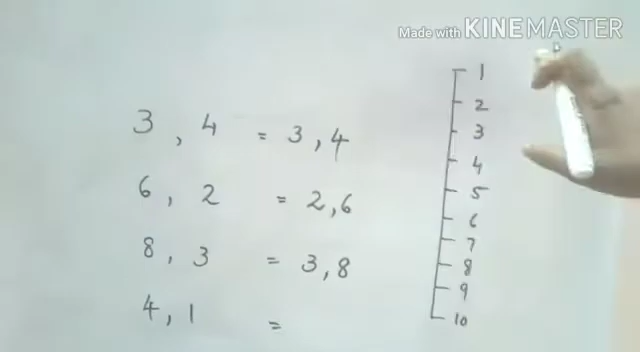 Made with KINEMASTER
3 , 4 = 3 , 4
6 , 2 = 2 , 6
8 , 3 = 3 , 8
4 , 1 =
1
2
3
4
5
6
7
8
9
10